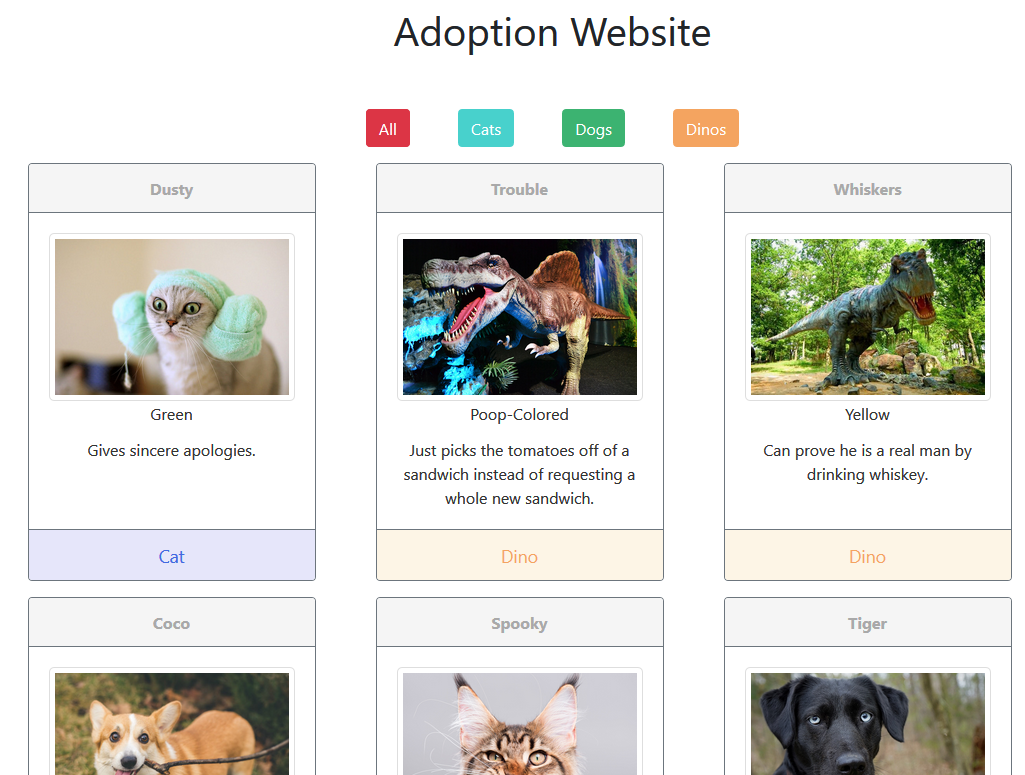 Adoption Website
All
Cats
Dogs
Dinos
Dusty
Green
Gives sincere apologies.
Cat
Trouble
Poop-Colored
Just picks the tomatoes off of a
sandwich instead of requesting a
whole new sandwich.
Dino
Whiskers
Yellow
Can prove he is a real man by
drinking whiskey.
Dino
Coco
Spooky
Tiger